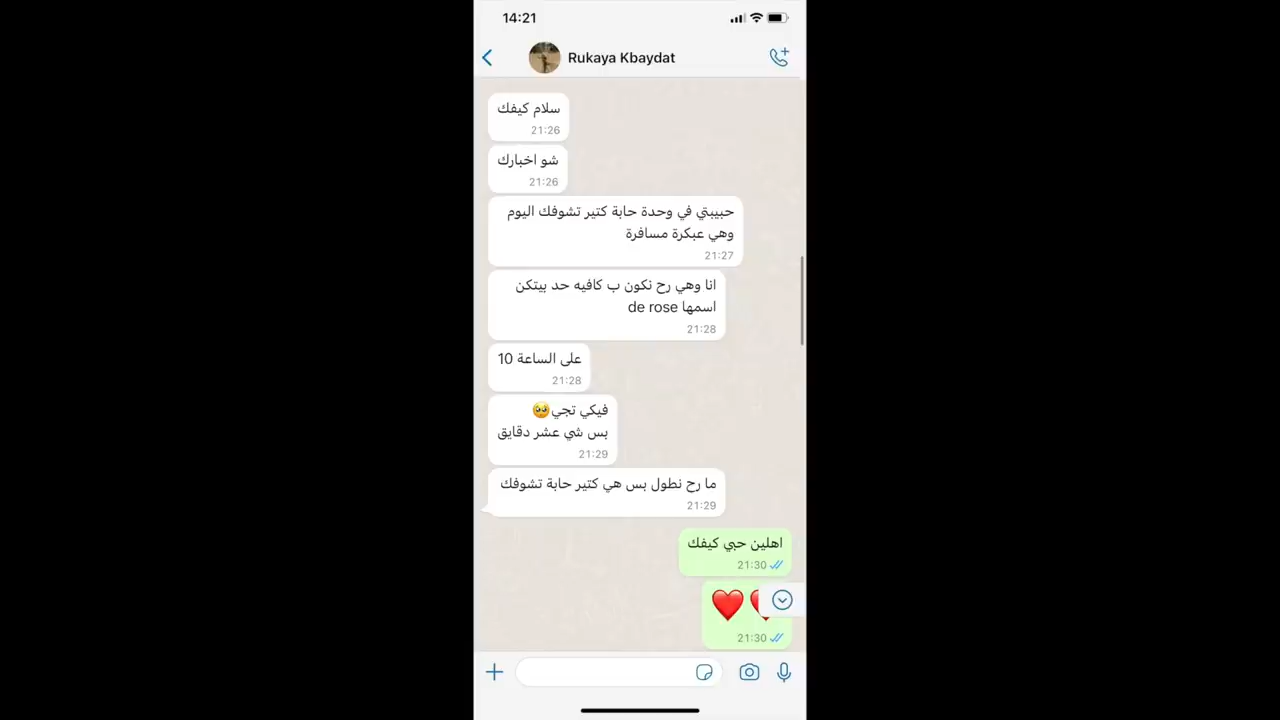 14:21
Rukaya Kbaydat
سلام كيفك
21:26
شو اخبارك
21:26
حبيبتي في وحدة حابة كتير تشوفك اليوم
وهي عبكرة مسافرة
21:27
انا وهي رح نكون ب كافيه حد بيتكن
اسمها de rose
21:28
على الساعة 10
21:28
فيكي تجي🥺
بس شي عشر دقايق
21:29
ما رح نطول بس هي كتير حابة تشوفك
21:29
اهلين حبي كيفك
21:30
❤️❤️
21:30